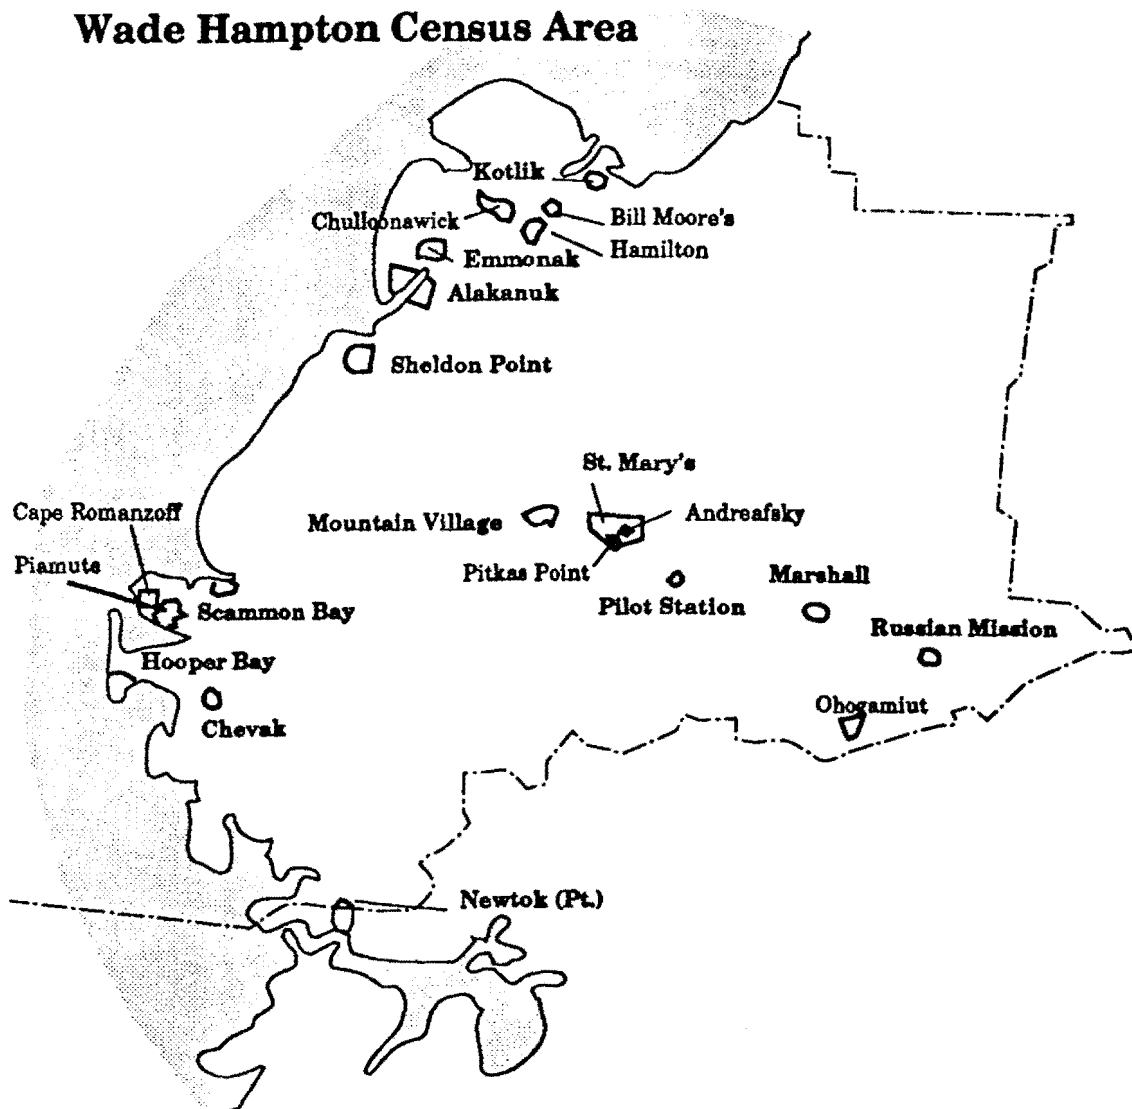 Wade Hampton Census Area
Kotlik
Chulloonawick
Bill Moore's
Hamilton
Emmonak
Alakanuk
Sheldon Point
St. Mary's
Cape Romanzoff
Mountain Village
Andreafsky
Piamute
Pitkas Point
Marshall
Scammon Bay
Pilot Station
Russian Mission
Hooper Bay
Ohogamiut
Chevak
Newtok (Pt.)